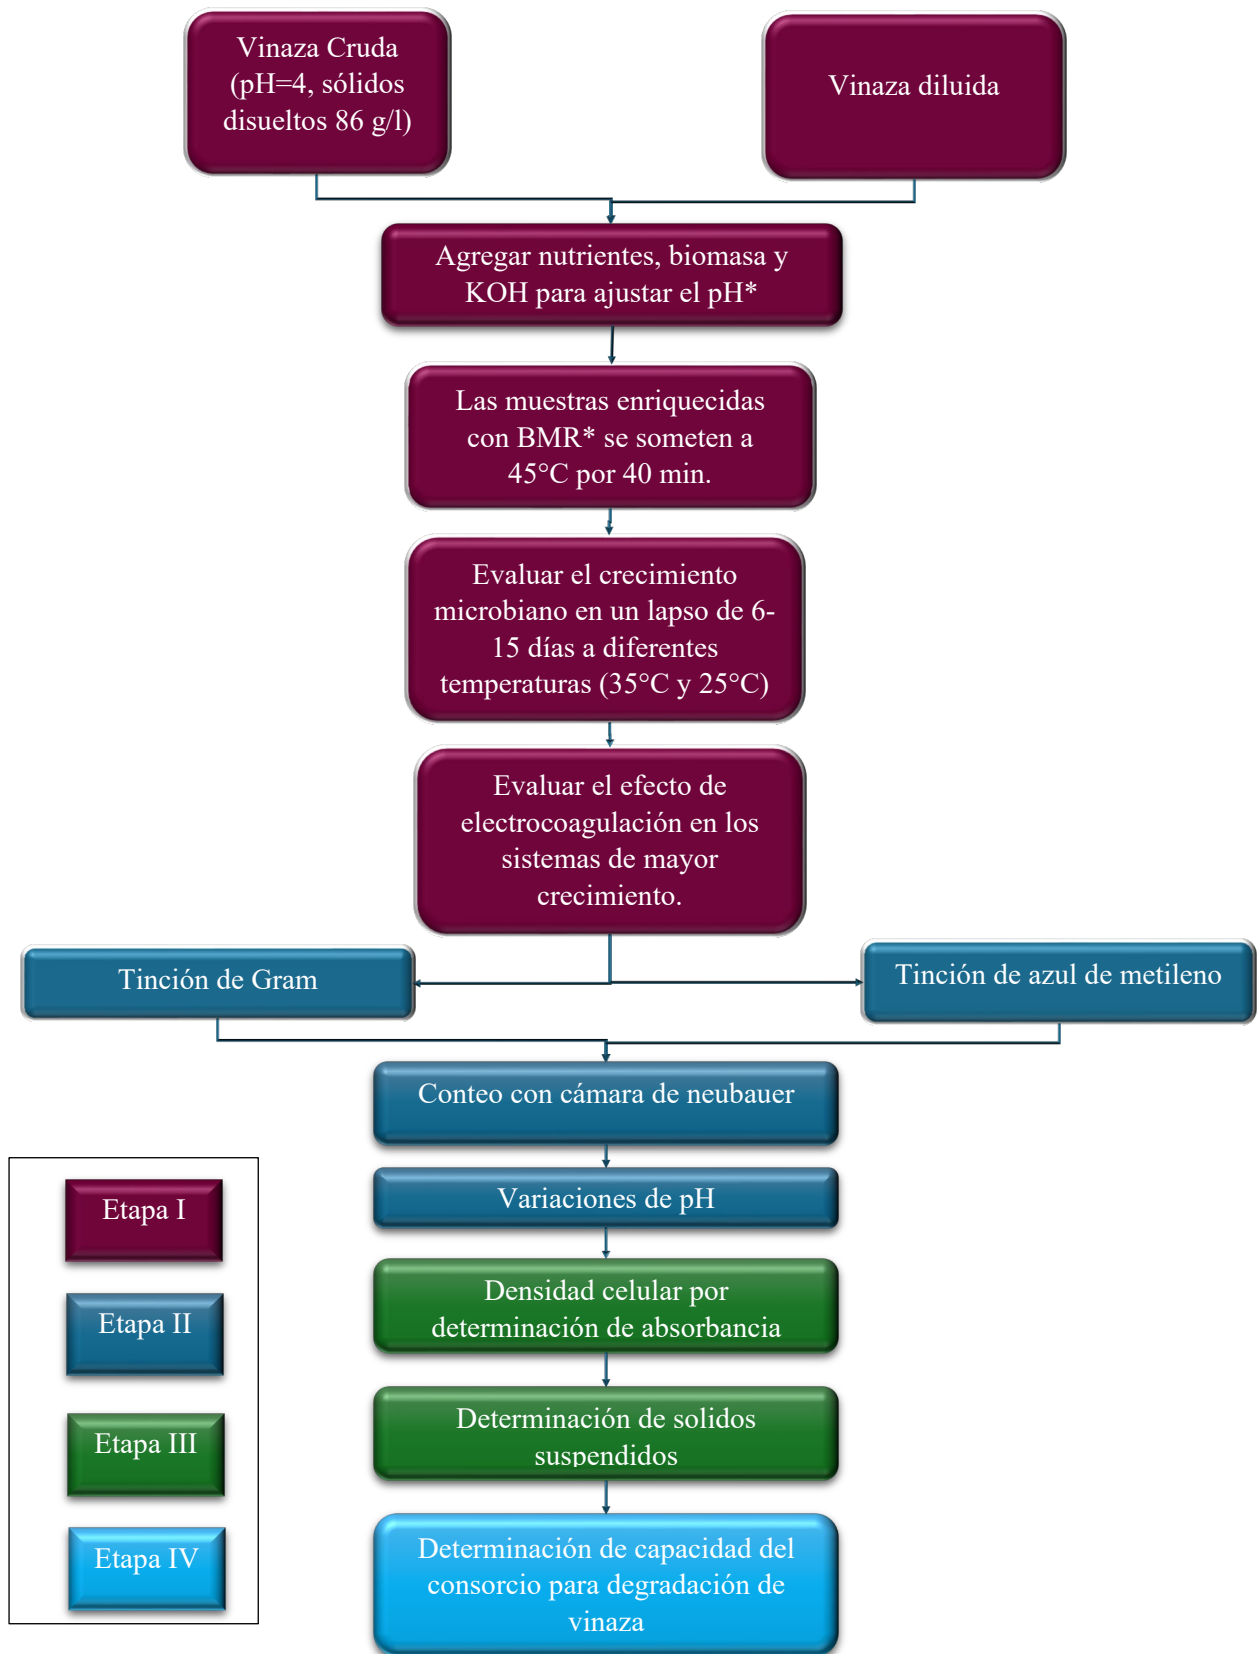 Vinaza Cruda
(pH=4, sólidos
disueltos 86 g/l)
Vinaza diluida
Agregar nutrientes, biomasa y
KOH para ajustar el pH*
Las muestras enriquecidas
con BMR* se someten a
45°C por 40 min.
Evaluar el crecimiento
microbiano en un lapso de 6-
15 días a diferentes
temperaturas (35°C y 25°C)
Evaluar el efecto de
electrocoagulación en los
sistemas de mayor
crecimiento.
Tinción de Gram
Tinción de azul de metileno
Conteo con cámara de neubauer
Variaciones de pH
Densidad celular por
determinación de absorbancia
Determinación de solidos
suspendidos
Determinación de capacidad del
consorcio para degradación de
vinaza
Etapa I
Etapa II
Etapa III
Etapa IV